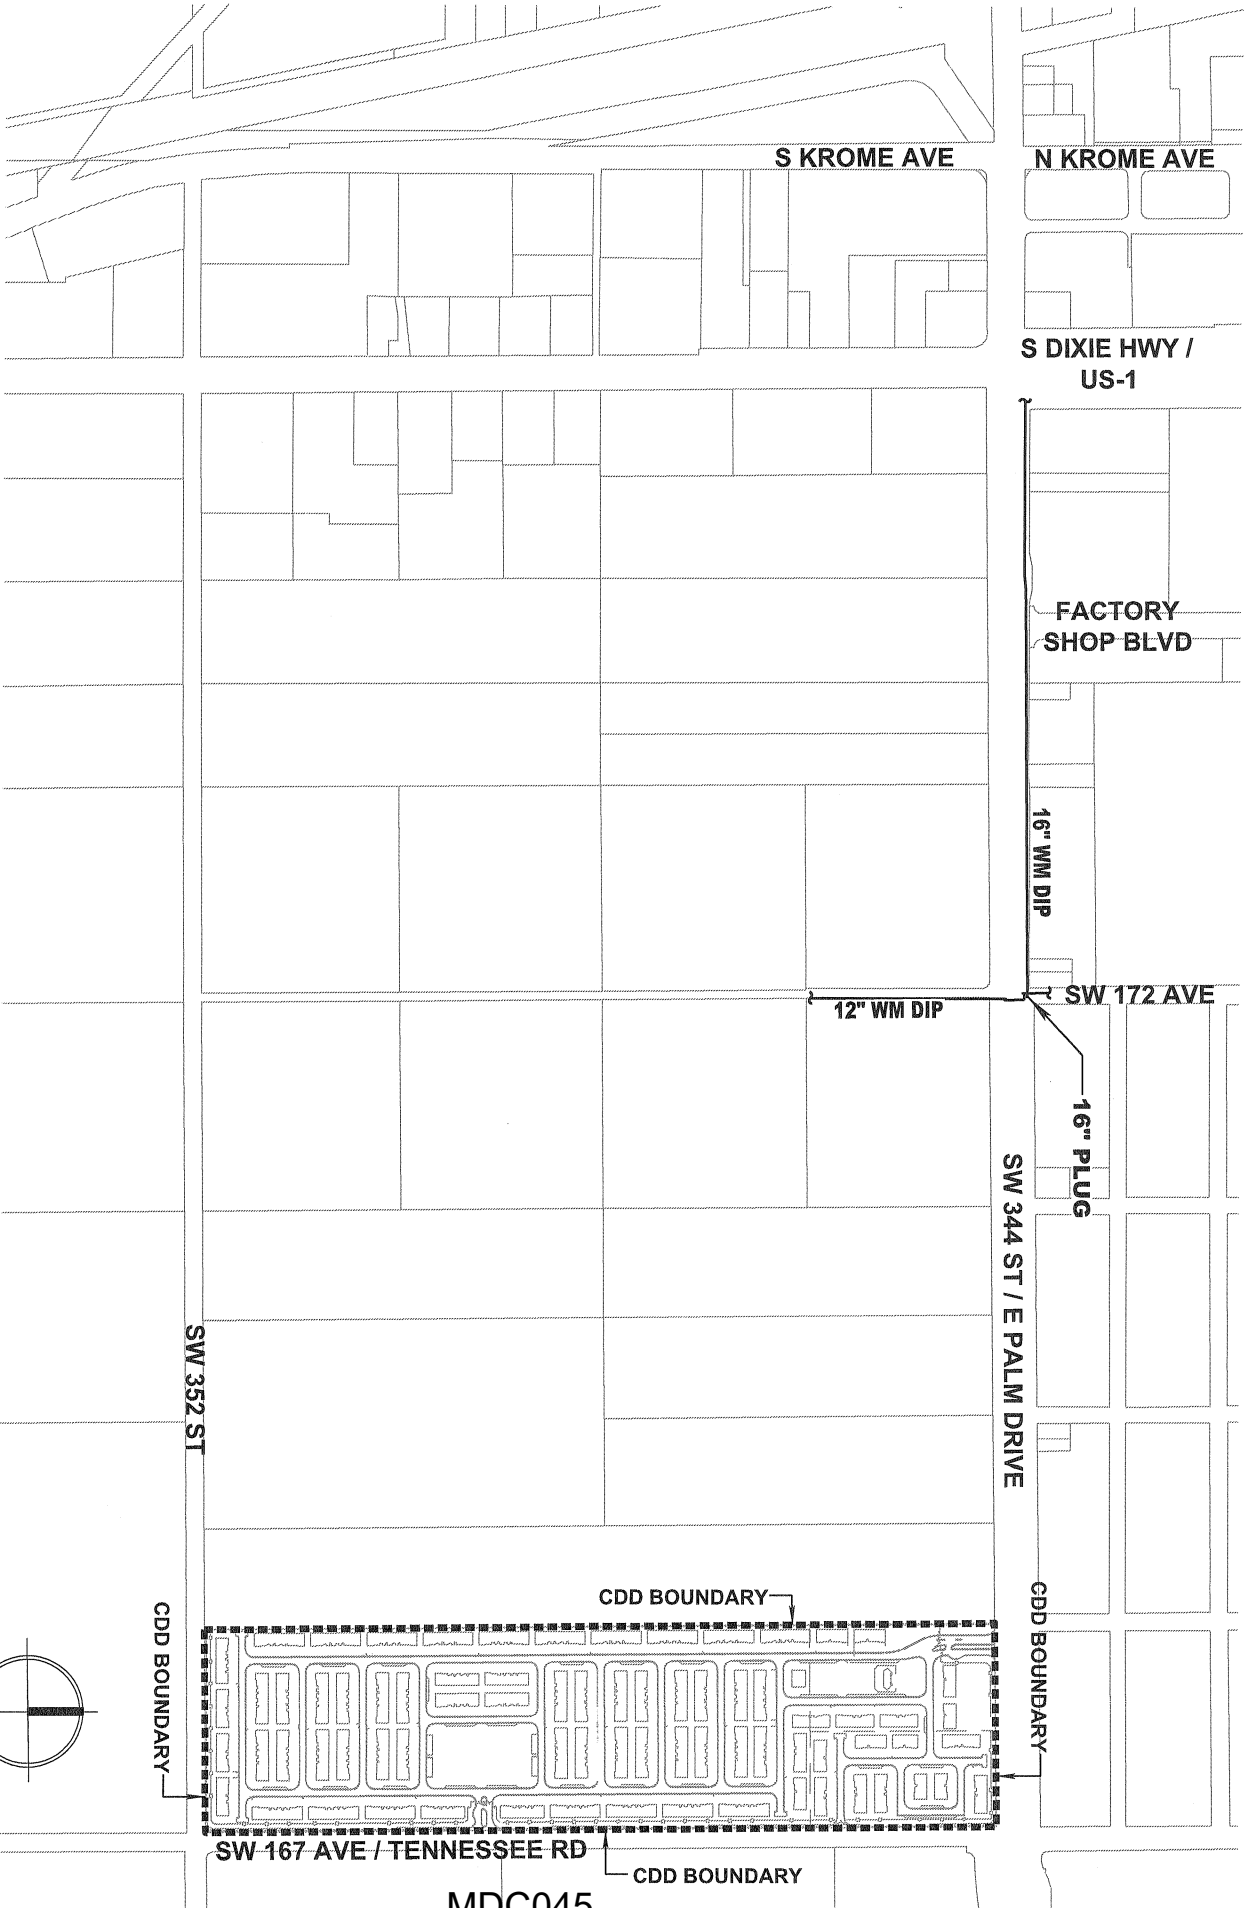 S KROME AVE
N KROME AVE
S DIXIE HWY /
US-1
FACTORY
SHOP BLVD
16" WM DIP
SW 172 AVE
12" WM DIP
16" PLUG
SW 344 ST / E PALM DRIVE
SW 352 ST
CDD BOUNDARY
CDD BOUNDARY
CDD BOUNDARY
SW 167 AVE / TENNESSEE RD
CDD BOUNDARY
MDC045